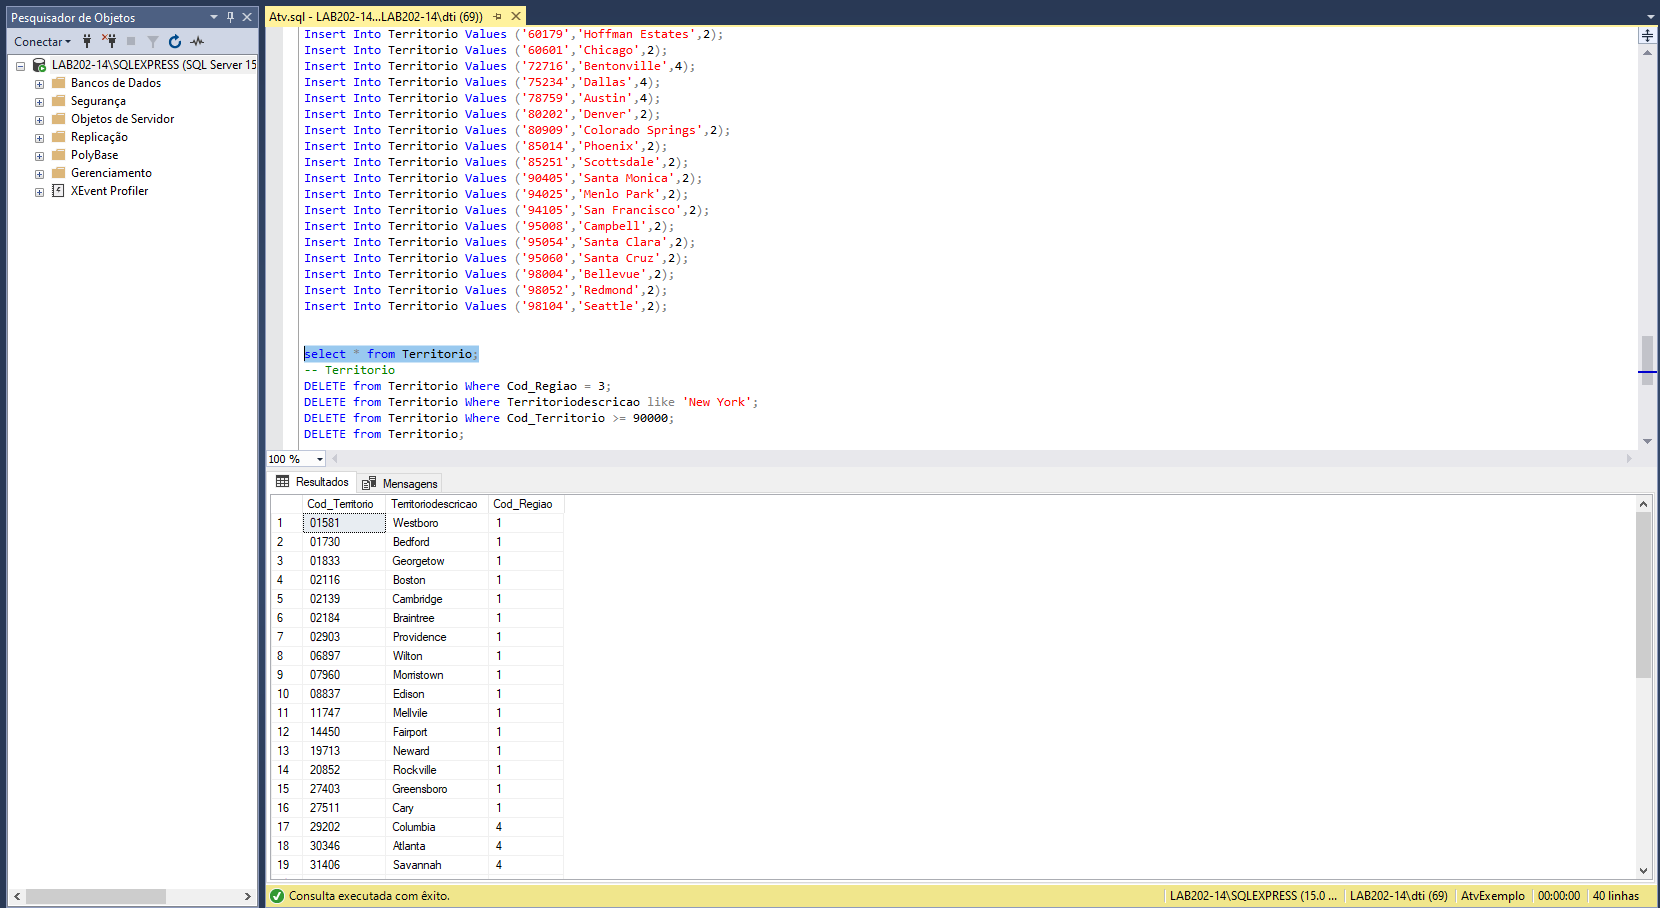 Pesquisador de Objetos
Conectar
LAB202-14\SQLEXPRESS (SQL Server 15
Bancos de Dados
Segurança
Objetos de Servidor
Replicação
PolyBase
Gerenciamento
XEvent Profiler
Atv.sql - LAB202-14...LAB202-14\dti (69))
Insert Into Territorio Values ('60179','Hoffman Estates',2);
Insert Into Territorio Values ('60601','Chicago',2);
Insert Into Territorio Values ('72716','Bentonville',4);
Insert Into Territorio Values ('75234','Dallas',4);
Insert Into Territorio Values ('78759','Austin',4);
Insert Into Territorio Values ('80202','Denver',2);
Insert Into Territorio Values ('80909','Colorado Springs',2);
Insert Into Territorio Values ('85014','Phoenix',2);
Insert Into Territorio Values ('85251','Scottsdale',2);
Insert Into Territorio Values ('90405','Santa Monica',2);
Insert Into Territorio Values ('94025','Menlo Park',2);
Insert Into Territorio Values ('94105','San Francisco',2);
Insert Into Territorio Values ('95008','Campbell',2);
Insert Into Territorio Values ('95054','Santa Clara',2);
Insert Into Territorio Values ('95060','Santa Cruz',2);
Insert Into Territorio Values ('98004','Bellevue',2);
Insert Into Territorio Values ('98052','Redmond',2);
Insert Into Territorio Values ('98104','Seattle',2);
select * from Territorio;
-- Territorio
DELETE from Territorio Where Cod_Regiao = 3;
DELETE from Territorio Where Territoriodescricao like 'New York';
DELETE from Territorio Where Cod_Territorio >= 90000;
DELETE from Territorio;
100 %
Resultados Mensagens
Cod_Territorio Territoriodescricao Cod_Regiao
1 01581 Westboro 1
2 01730 Bedford 1
3 01833 Georgetow 1
4 02116 Boston 1
5 02139 Cambridge 1
6 02184 Braintree 1
7 02903 Providence 1
8 06897 Wilton 1
9 07960 Morristown 1
10 08837 Edison 1
11 11747 Mellvile 1
12 14450 Fairport 1
13 19713 Neward 1
14 20852 Rockville 1
15 27403 Greensboro 1
16 27511 Cary 1
17 29202 Columbia 4
18 30346 Atlanta 4
19 31406 Savannah 4
Consulta executada com êxito. LAB202-14\SQLEXPRESS (15.0 ... LAB202-14\dti (69) AtvExemplo 00:00:00 40 linhas